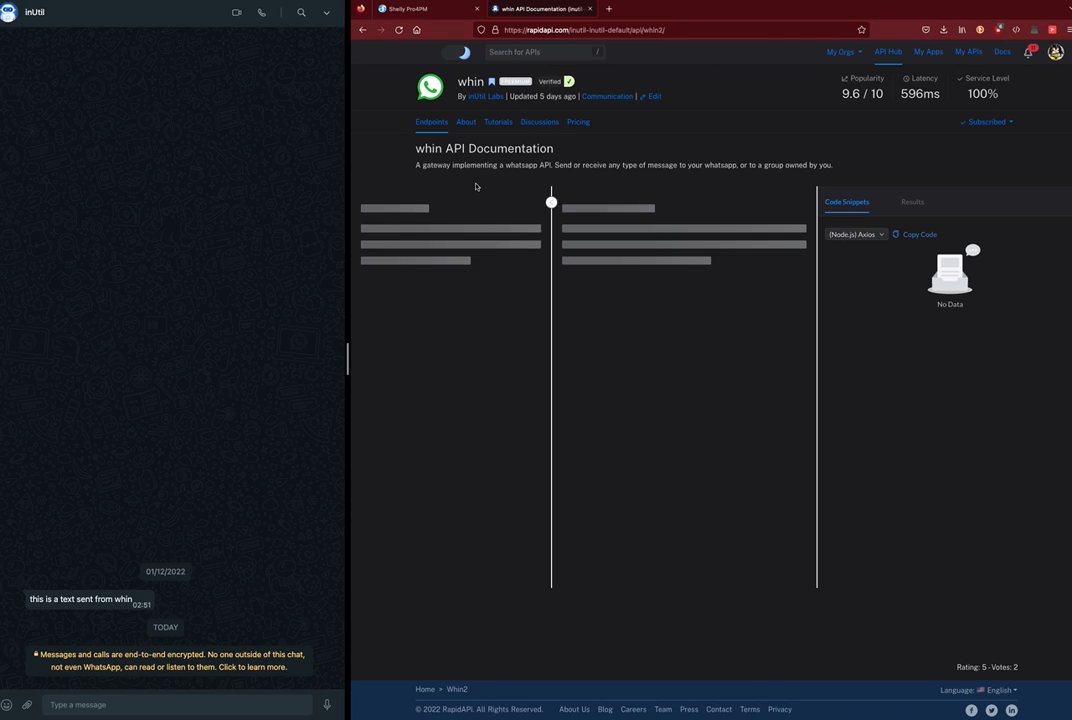 inUtil
01/12/2022
this is a text sent from whin
02:51
TODAY
Messages and calls are end-to-end encrypted. No one outside of this chat,
not even WhatsApp, can read or listen to them. Click to learn more.
Type a message
Shelly Pro4PM
whin API Documentation (inutil
https://rapidapi.com/inutil-inutil-default/api/whin2/
Search for APIs
/
My Orgs
API Hub
My Apps
My APIs
Docs
whin
Verified
By inUtil Labs | Updated 5 days ago | Communication | Edit
Popularity
9.6 / 10
Latency
596ms
Service Level
100%
Endpoints
About
Tutorials
Discussions
Pricing
Subscribed
whin API Documentation
A gateway implementing a whatsapp API. Send or receive any type of message to your whatsapp, or to a group owned by you.
Code Snippets
Results
(Node.js) Axios
Copy Code
No Data
Rating: 5 - Votes: 2
Home > Whin2
Language: English
© 2022 RapidAPI. All Rights Reserved.
About Us
Blog
Careers
Team
Press
Contact
Terms
Privacy